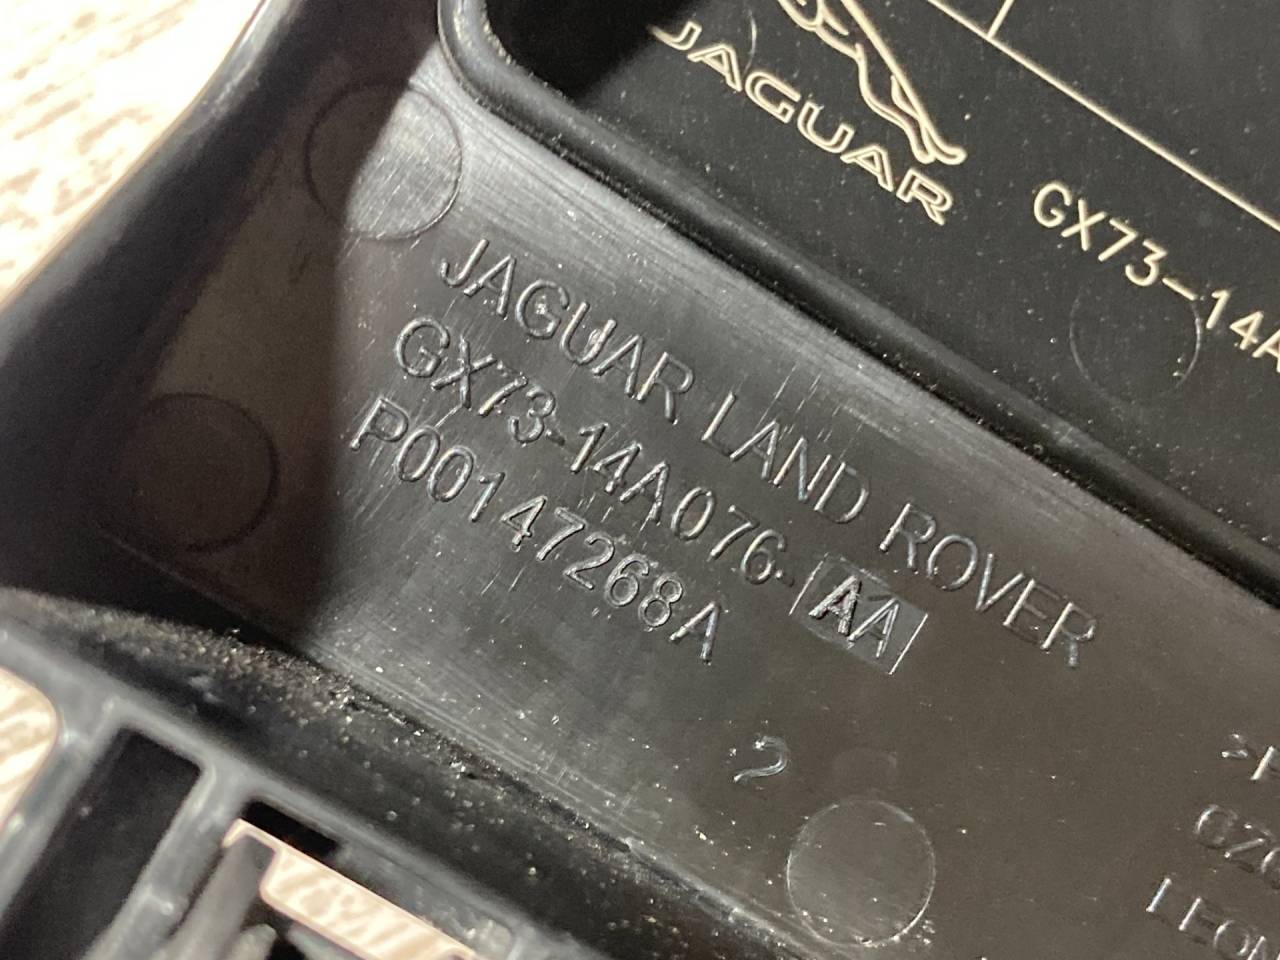 JAGUAR
GX73-14A
JAGUAR LAND ROVER
GX73-14A076-AA
P00147268A
2